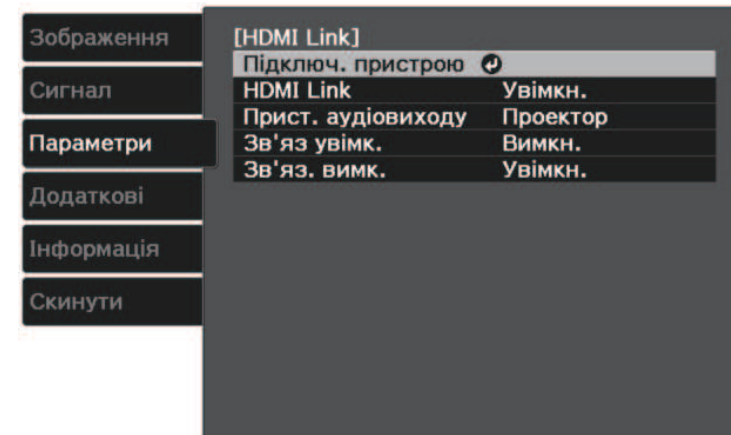 Зображення
Сигнал
Параметри
Додаткові
Інформація
Скинути
[HDMI Link]
Підключ. пристрою
HDMI Link Увімкн.
Прист. аудіовиходу Проектор
Зв'яз увімк. Вимкн.
Зв'яз. вимк. Увімкн.